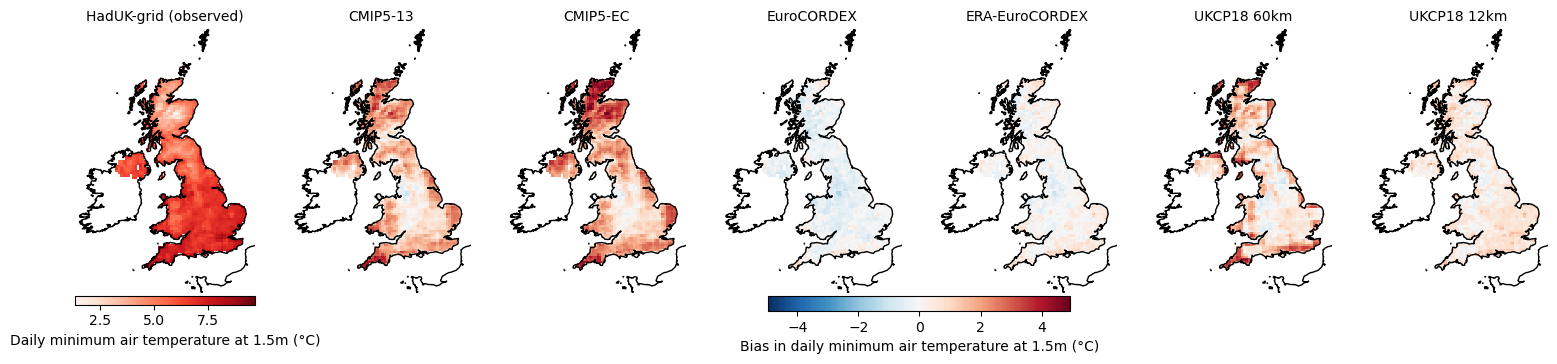 HadUK-grid (observed)
CMIP5-13
CMIP5-EC
EuroCORDEX
ERA-EuroCORDEX
UKCP18 60km
UKCP18 12km
2.5 5.0 7.5
Daily minimum air temperature at 1.5m (°C)
−4 −2 0 2 4
Bias in daily minimum air temperature at 1.5m (°C)